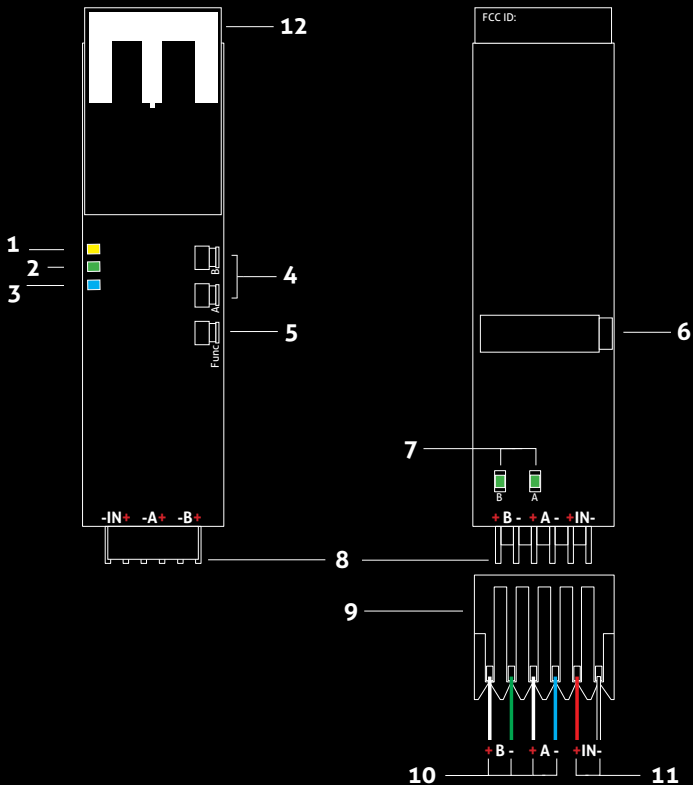 12
FCC ID:
1
2
3
B
4
A
5
Func
6
7
B
A
-IN+ -A+ -B+
+ B - + A - +IN-
8
9
+ B - + A - +IN-
10
11